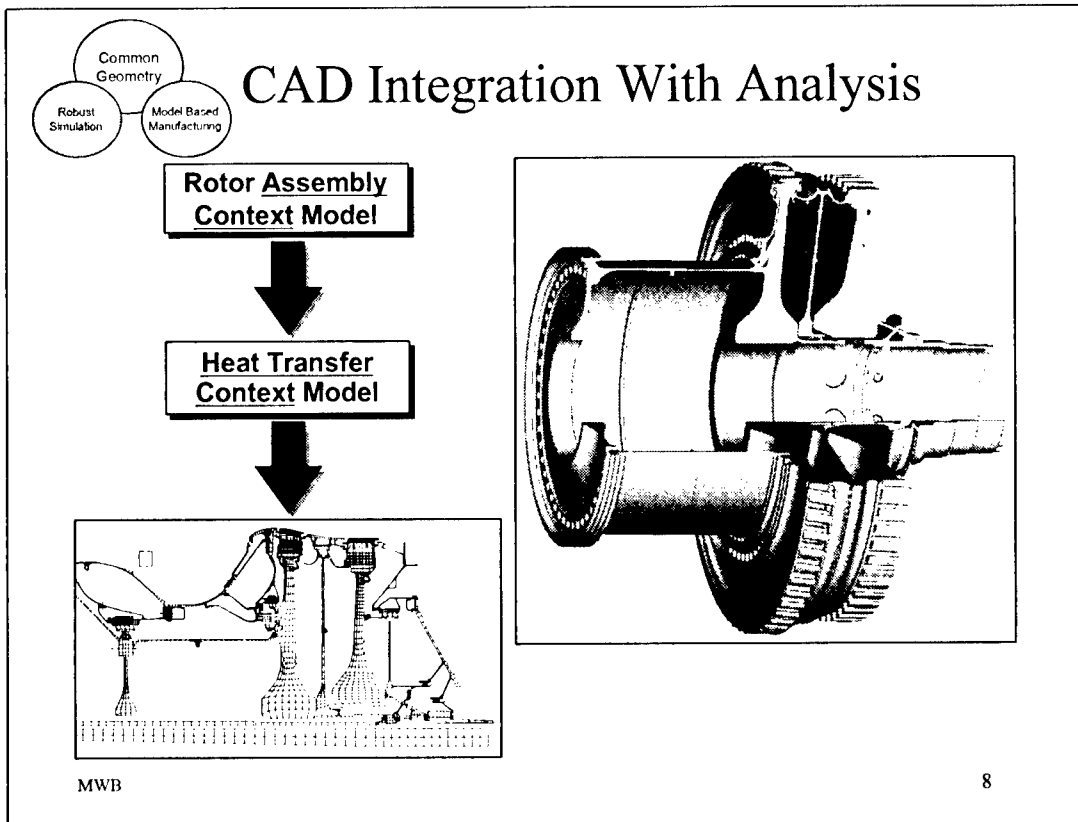 Common
Geometry
Robust
Simulation
Model Based
Manufacturing
CAD Integration With Analysis
Rotor Assembly
Context Model
Heat Transfer
Context Model
MWB
8